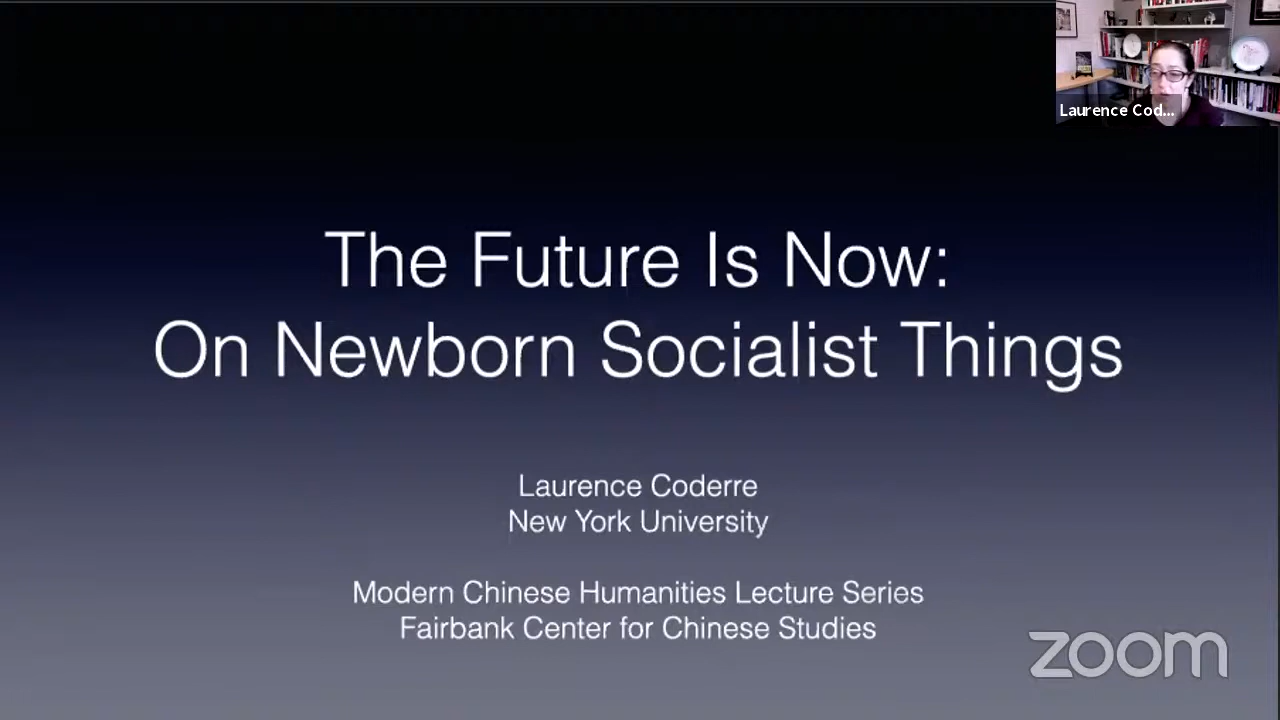 Laurence Cod...
The Future Is Now:
On Newborn Socialist Things
Laurence Coderre
New York University
Modern Chinese Humanities Lecture Series
Fairbank Center for Chinese Studies
zoom